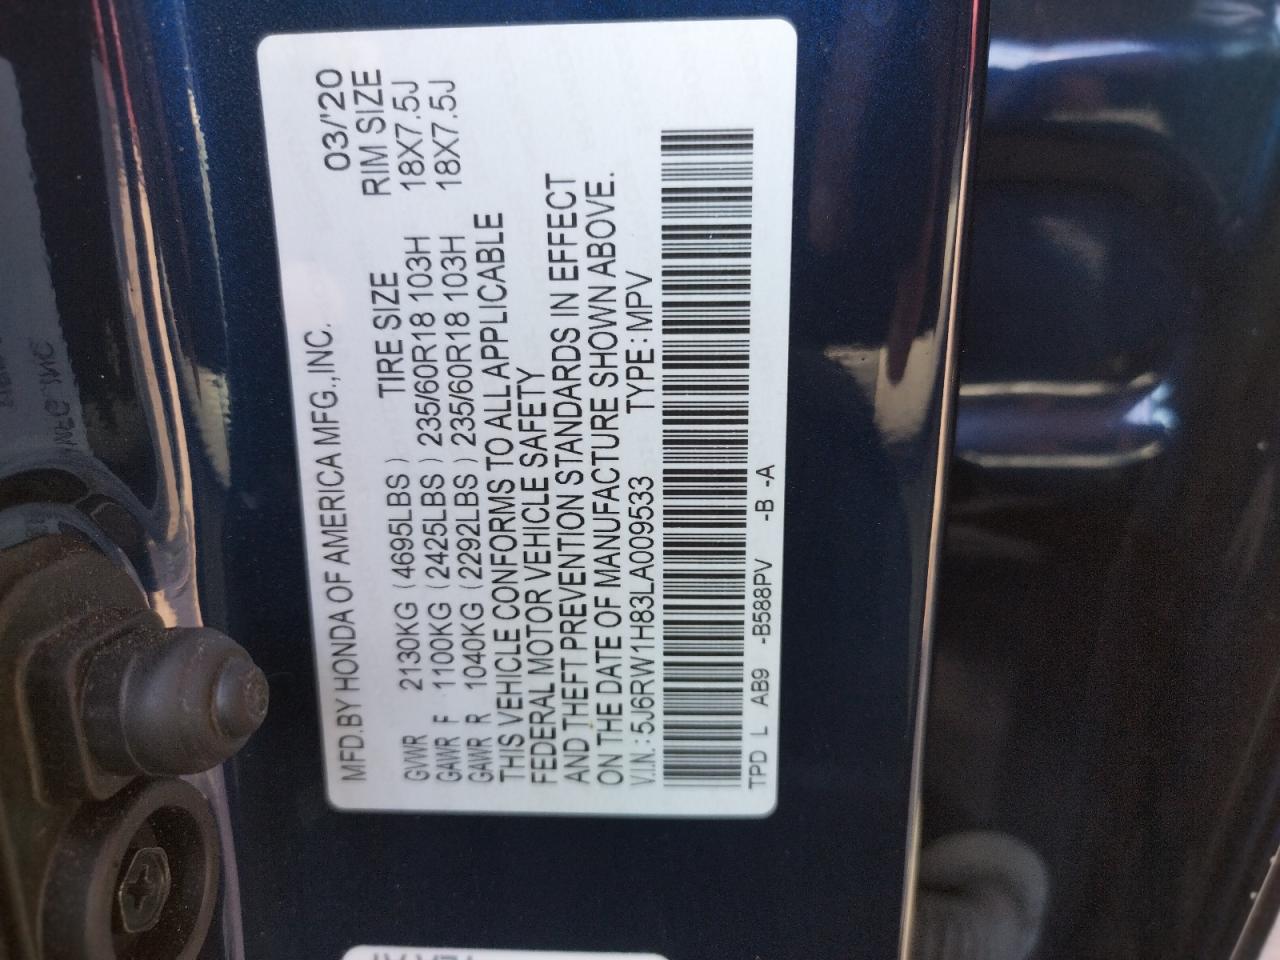 MFD.BY HONDA OF AMERICA MFG.,INC. 03/'20
TIRE SIZE RIM SIZE
GVWR 2130KG (4695LBS)
GAWR F 1100KG (2425LBS) 235/60R18 103H 18X7.5J
GAWR R 1040KG (2292LBS) 235/60R18 103H 18X7.5J
THIS VEHICLE CONFORMS TO ALL APPLICABLE
FEDERAL MOTOR VEHICLE SAFETY
AND THEFT PREVENTION STANDARDS IN EFFECT
ON THE DATE OF MANUFACTURE SHOWN ABOVE.
V.I.N.:5J6RW1H83LA009533 TYPE:MPV
TPD L AB9 -B588PV -B -A